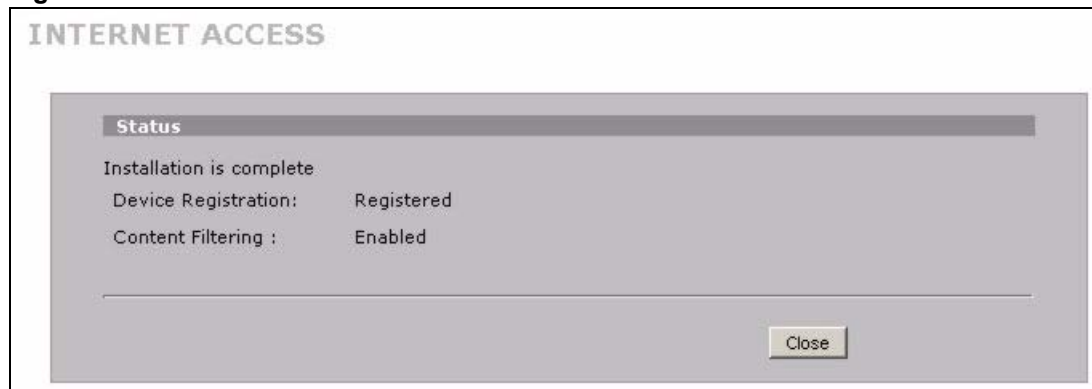 INTERNET ACCESS
Status
Installation is complete
Device Registration: Registered
Content Filtering : Enabled
Close